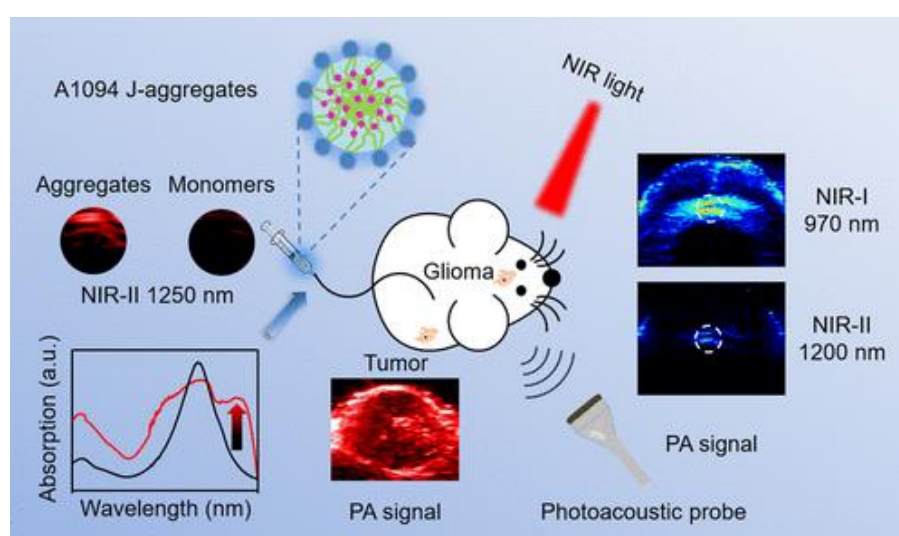 A1094 J-aggregates
NIR light
Aggregates
Monomers
NIR-II 1250 nm
Glioma
NIR-I
970 nm
NIR-II
1200 nm
Tumor
Absorption (a.u.)
Wavelength (nm)
PA signal
Photoacoustic probe
PA signal